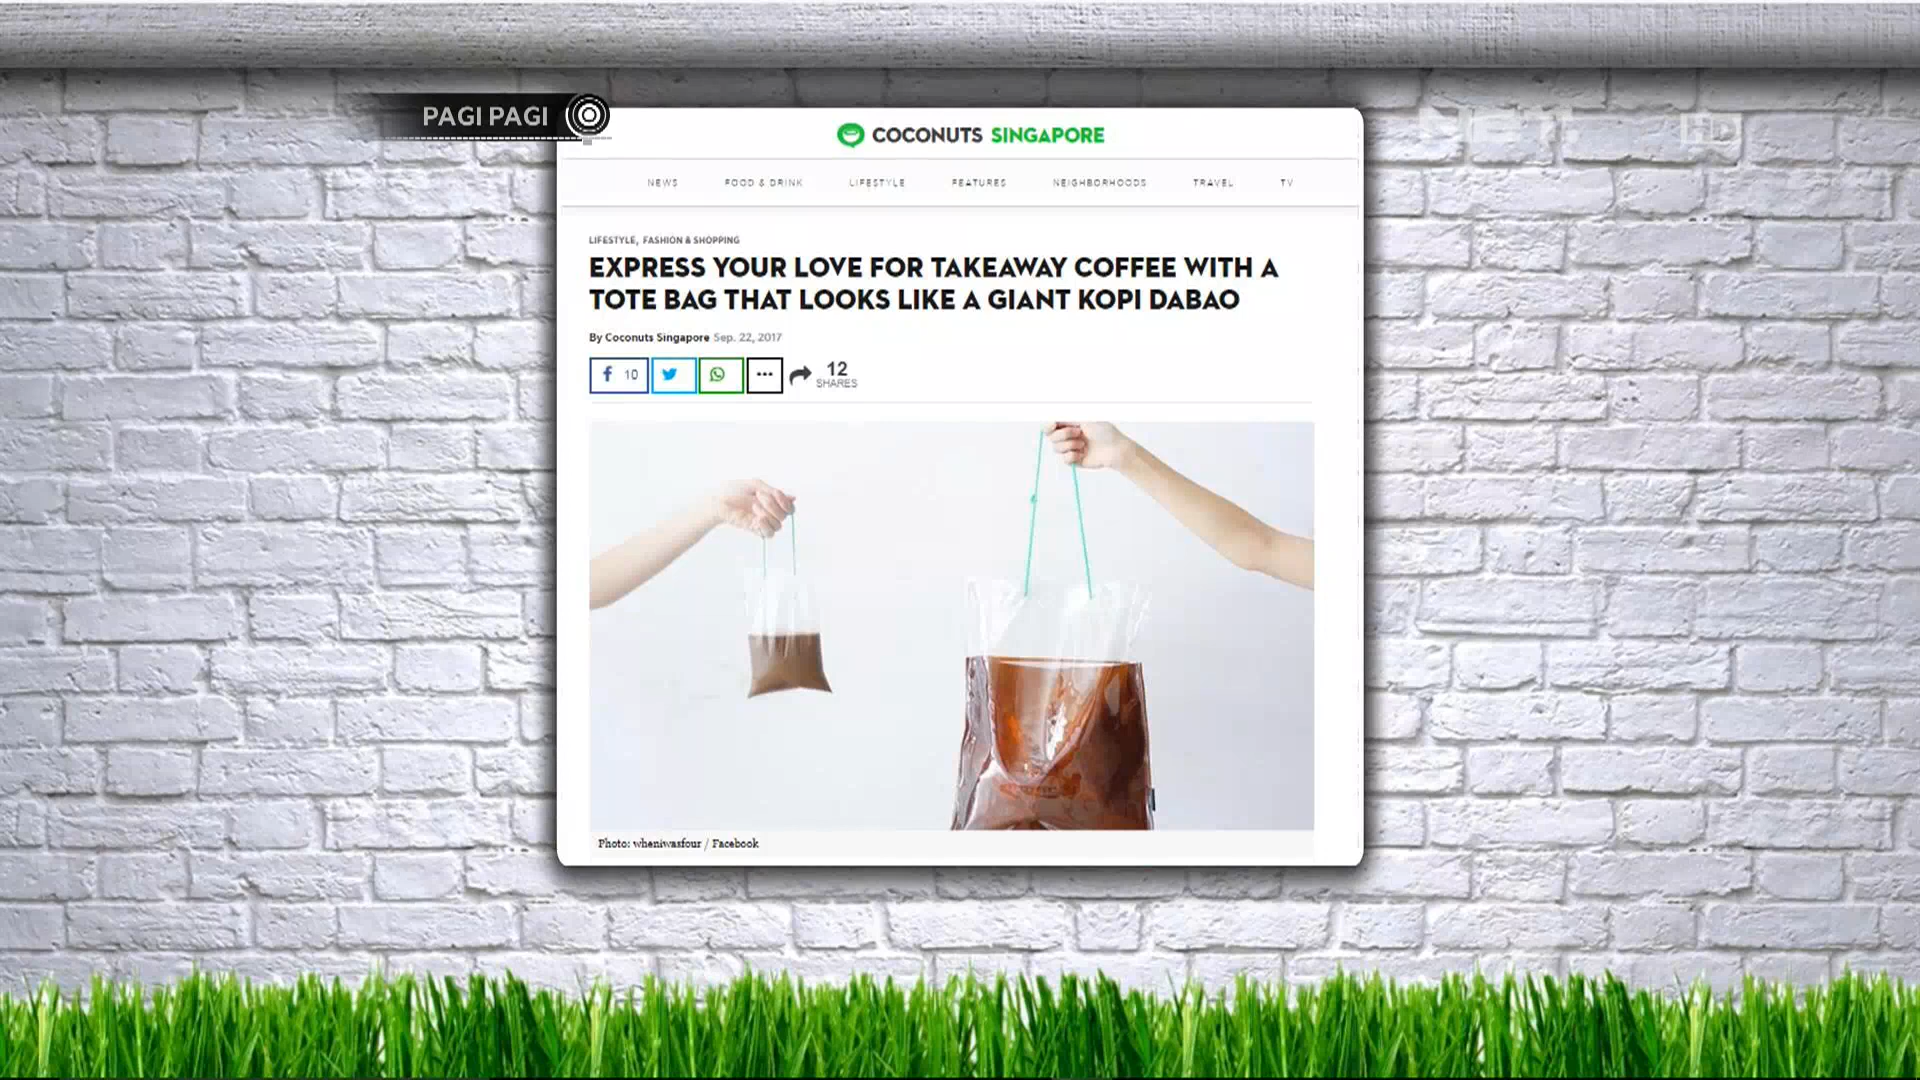 PAGI PAGI
NET.
HD
COCONUTS SINGAPORE
NEWS FOOD & DRINK LIFESTYLE FEATURES NEIGHBORHOODS TRAVEL TV
LIFESTYLE, FASHION & SHOPPING
EXPRESS YOUR LOVE FOR TAKEAWAY COFFEE WITH A
TOTE BAG THAT LOOKS LIKE A GIANT KOPI DABAO
By Coconuts Singapore Sep. 22, 2017
10
12
SHARES
Photo: wheniwasfour / Facebook